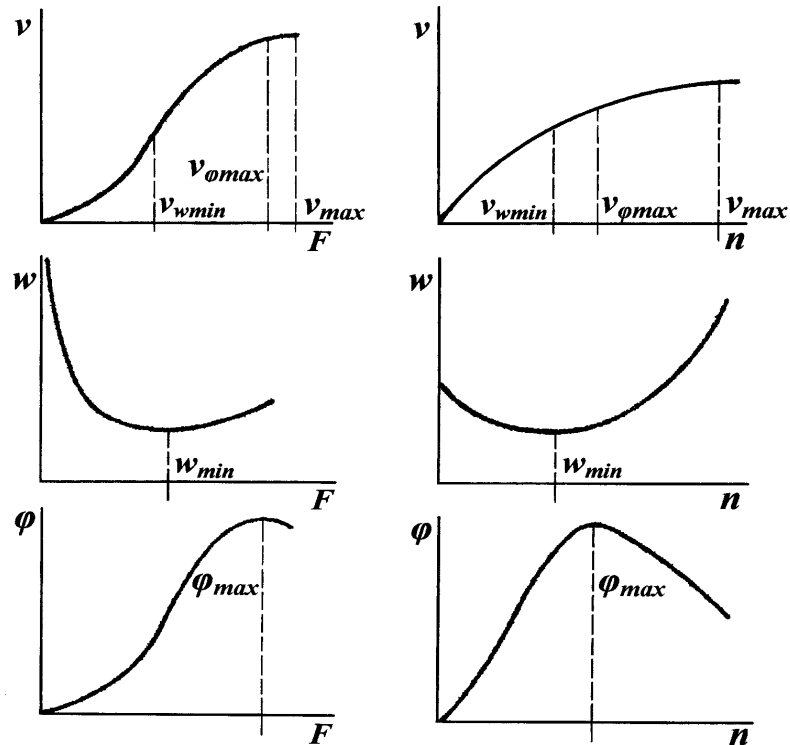 v v
v_φmax
v_wmin v_max v_wmin v_φmax v_max
F n
w w
w_min w_min
F n
φ φ
φ_max φ_max
F n